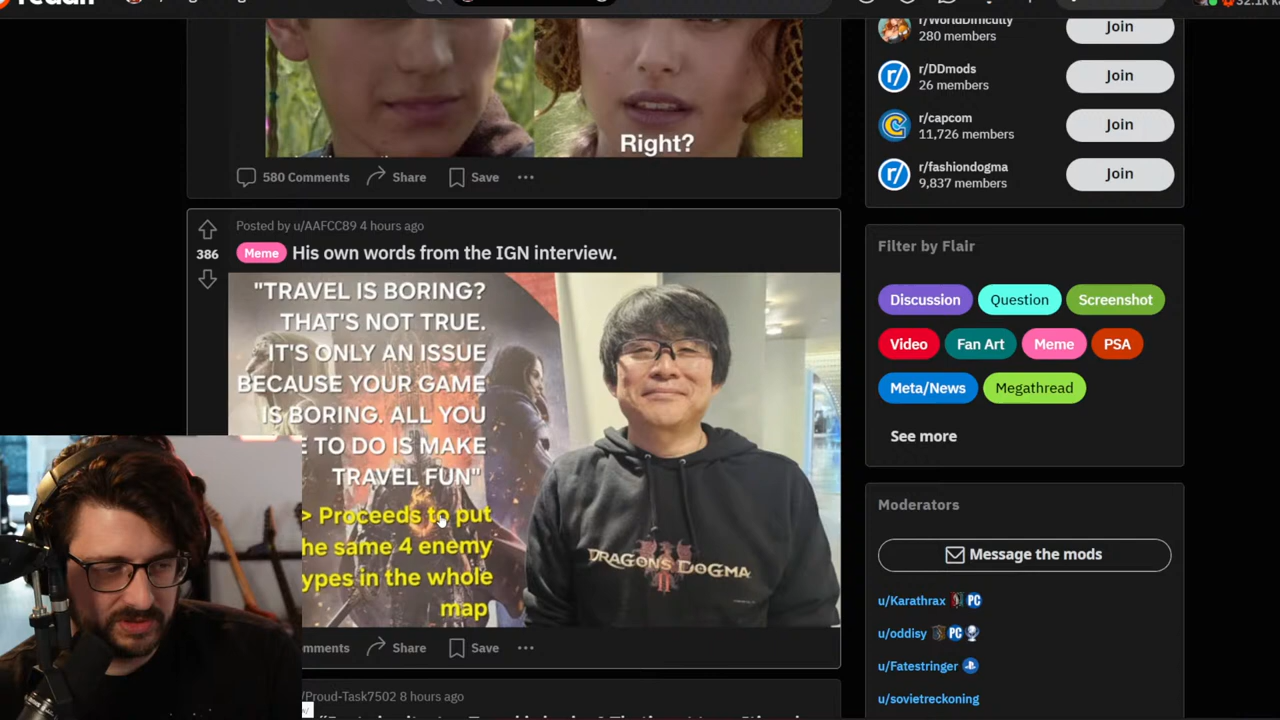 r/WorldDifficulty
280 members
Join
r/DDmods
26 members
Join
r/capcom
11,726 members
Join
r/fashiondogma
9,837 members
Join
Right?
580 Comments
Share
Save
Posted by u/AAFCC89 4 hours ago
386
Meme
His own words from the IGN interview.
"TRAVEL IS BORING?
THAT'S NOT TRUE.
IT'S ONLY AN ISSUE
BECAUSE YOUR GAME
IS BORING. ALL YOU
E TO DO IS MAKE
TRAVEL FUN"
> Proceeds to put
he same 4 enemy
ypes in the whole
map
DRAGON'S DOGMA
II
mments
Share
Save
/Proud-Task7502 8 hours ago
Filter by Flair
Discussion
Question
Screenshot
Video
Fan Art
Meme
PSA
Meta/News
Megathread
See more
Moderators
Message the mods
u/Karathrax
PC
u/oddisy
PC
u/Fatestringer
u/sovietreckoning